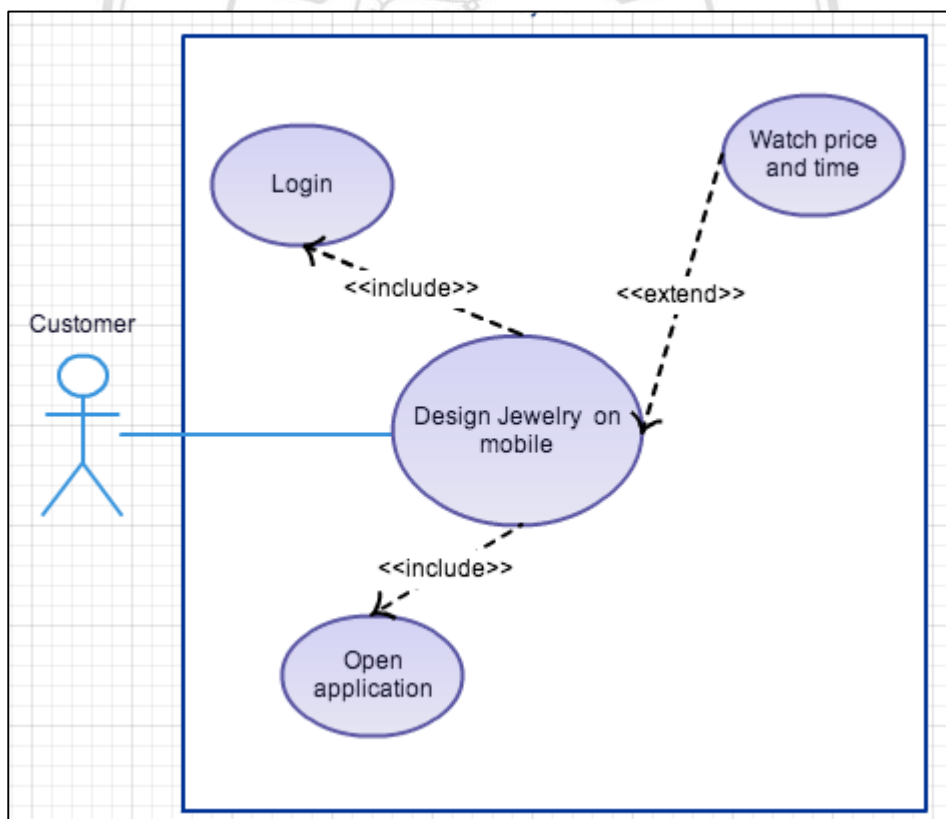 Watch price
and time
Login
<<include>>
<<extend>>
Customer
Design Jewelry on
mobile
<<include>>
Open
application